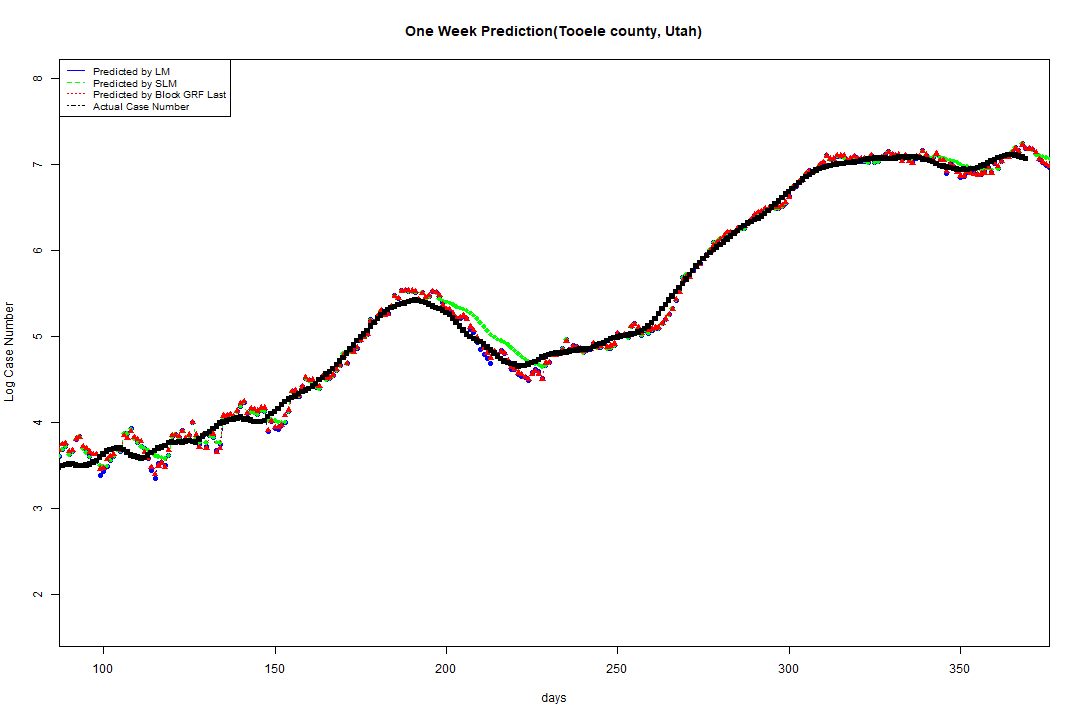 One Week Prediction(Tooele county, Utah)
Predicted by LM
Predicted by SLM
Predicted by Block GRF Last
Actual Case Number
8
7
6
5
4
3
2
Log Case Number
100 150 200 250 300 350
days